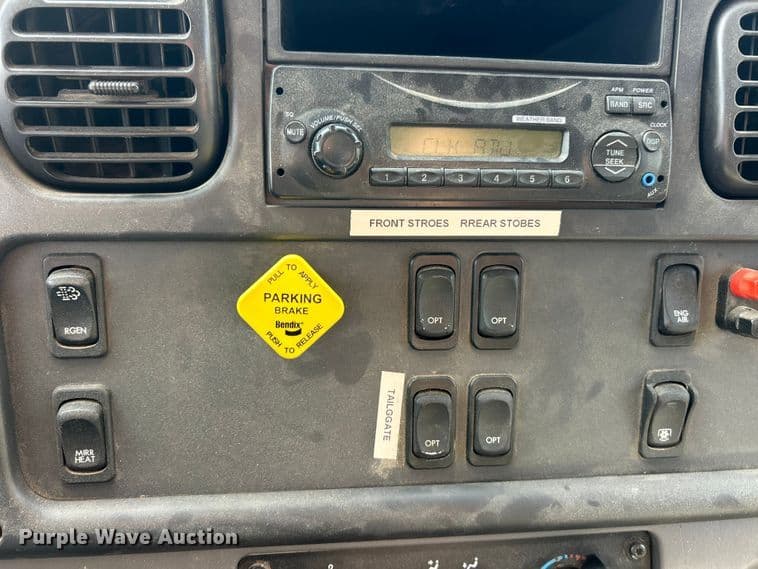 APM POWER
SQ
MUTE
VOLUME/PUSH SEL
WEATHER BAND
BAND SRC
CLOCK
DISP
TUNE
SEEK
1 2 3 4 5 6
AUX
FRONT STROES RREAR STOBES
PULL TO APPLY
PARKING
BRAKE
Bendix
PUSH TO RELEASE
RGEN
OPT
OPT
ENG
AIR
TAILGGATE
MIRR
HEAT
OPT
OPT
Purple Wave Auction